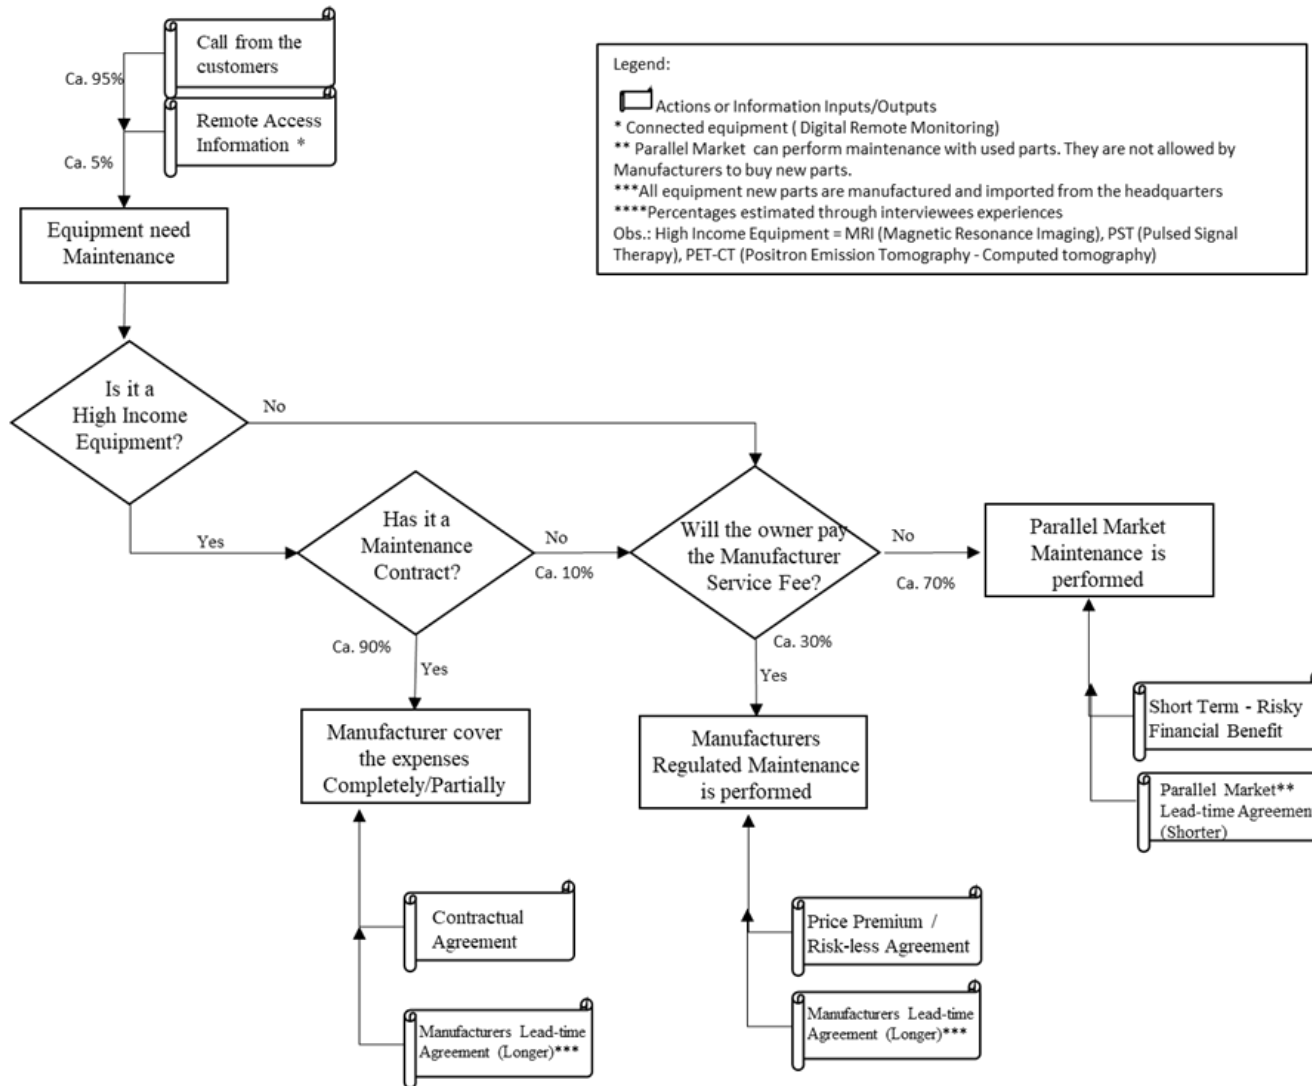 Call from the
customers
Ca. 95%
Remote Access
Information *
Ca. 5%
Equipment need
Maintenance
Legend:
Actions or Information Inputs/Outputs
* Connected equipment ( Digital Remote Monitoring)
** Parallel Market can perform maintenance with used parts. They are not allowed by
Manufacturers to buy new parts.
***All equipment new parts are manufactured and imported from the headquarters
****Percentages estimated through interviewees experiences
Obs.: High Income Equipment = MRI (Magnetic Resonance Imaging), PST (Pulsed Signal
Therapy), PET-CT (Positron Emission Tomography - Computed tomography)
Is it a
High Income
Equipment?
No
Yes
Has it a
Maintenance
Contract?
No
Ca. 10%
Ca. 90%
Yes
Will the owner pay
the Manufacturer
Service Fee?
No
Ca. 70%
Ca. 30%
Yes
Parallel Market
Maintenance is
performed
Short Term - Risky
Financial Benefit
Parallel Market**
Lead-time Agreement
(Shorter)
Manufacturer cover
the expenses
Completely/Partially
Contractual
Agreement
Manufacturers Lead-time
Agreement (Longer)***
Manufacturers
Regulated Maintenance
is performed
Price Premium /
Risk-less Agreement
Manufacturers Lead-time
Agreement (Longer)***